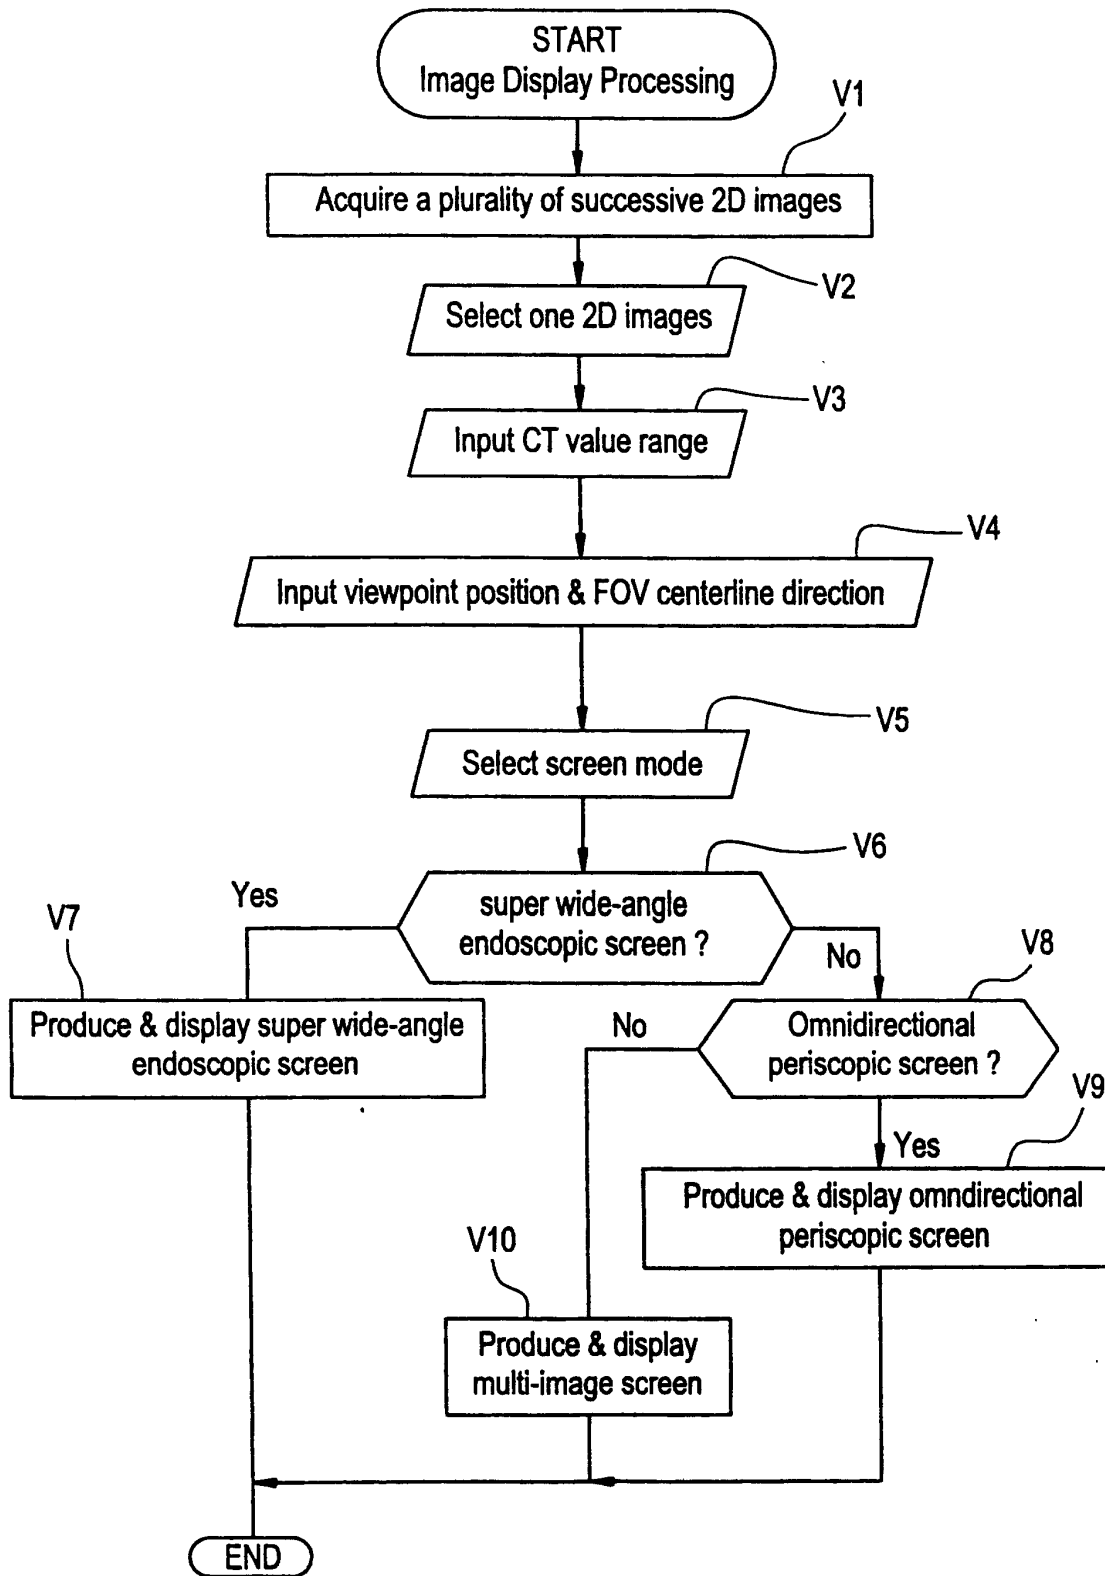 START
Image Display Processing
V1
Acquire a plurality of successive 2D images
V2
Select one 2D images
V3
Input CT value range
V4
Input viewpoint position & FOV centerline direction
V5
Select screen mode
V6
super wide-angle
endoscopic screen ?
Yes
No
V7
Produce & display super wide-angle
endoscopic screen
V8
Omnidirectional
periscopic screen ?
No
Yes
V9
Produce & display omndirectional
periscopic screen
V10
Produce & display
multi-image screen
END